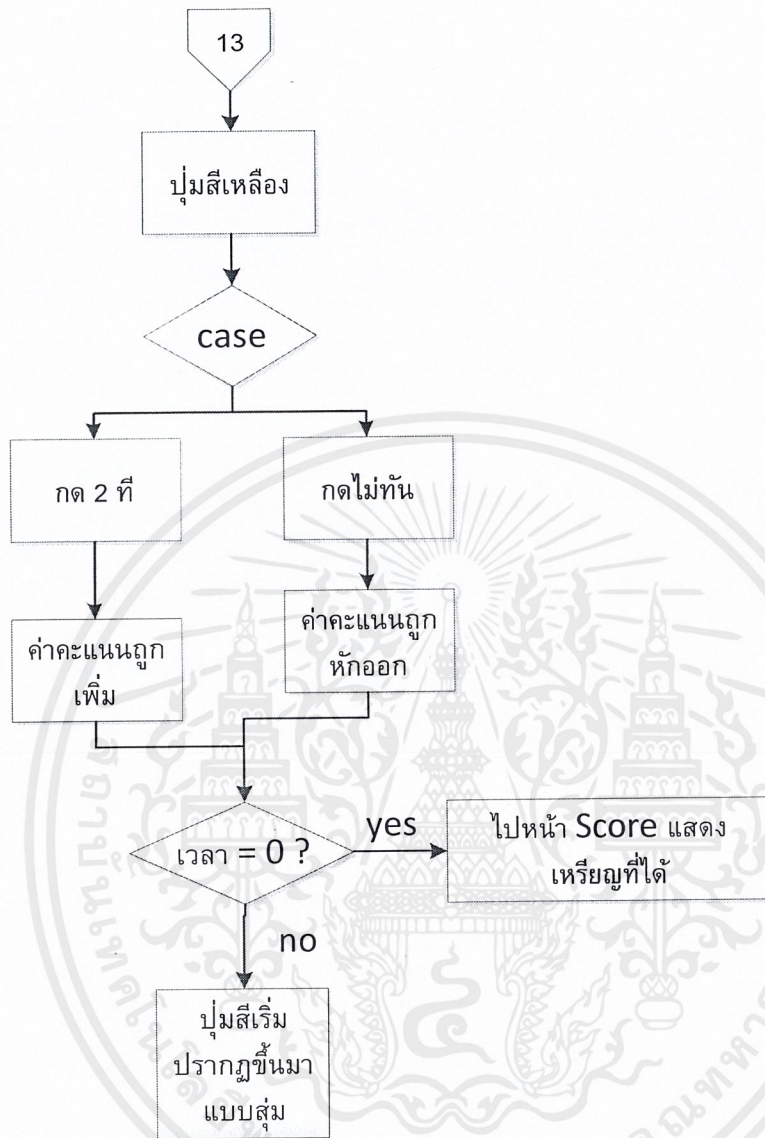 13
ปุ่มสีเหลือง
case
กด 2 ที
กดไม่ทัน
ค่าคะแนนถูก
เพิ่ม
ค่าคะแนนถูก
หักออก
เวลา = 0 ?
yes
ไปหน้า Score แสดง
เหรียญที่ได้
no
ปุ่มสีเริ่ม
ปรากฏขึ้นมา
แบบสุ่ม